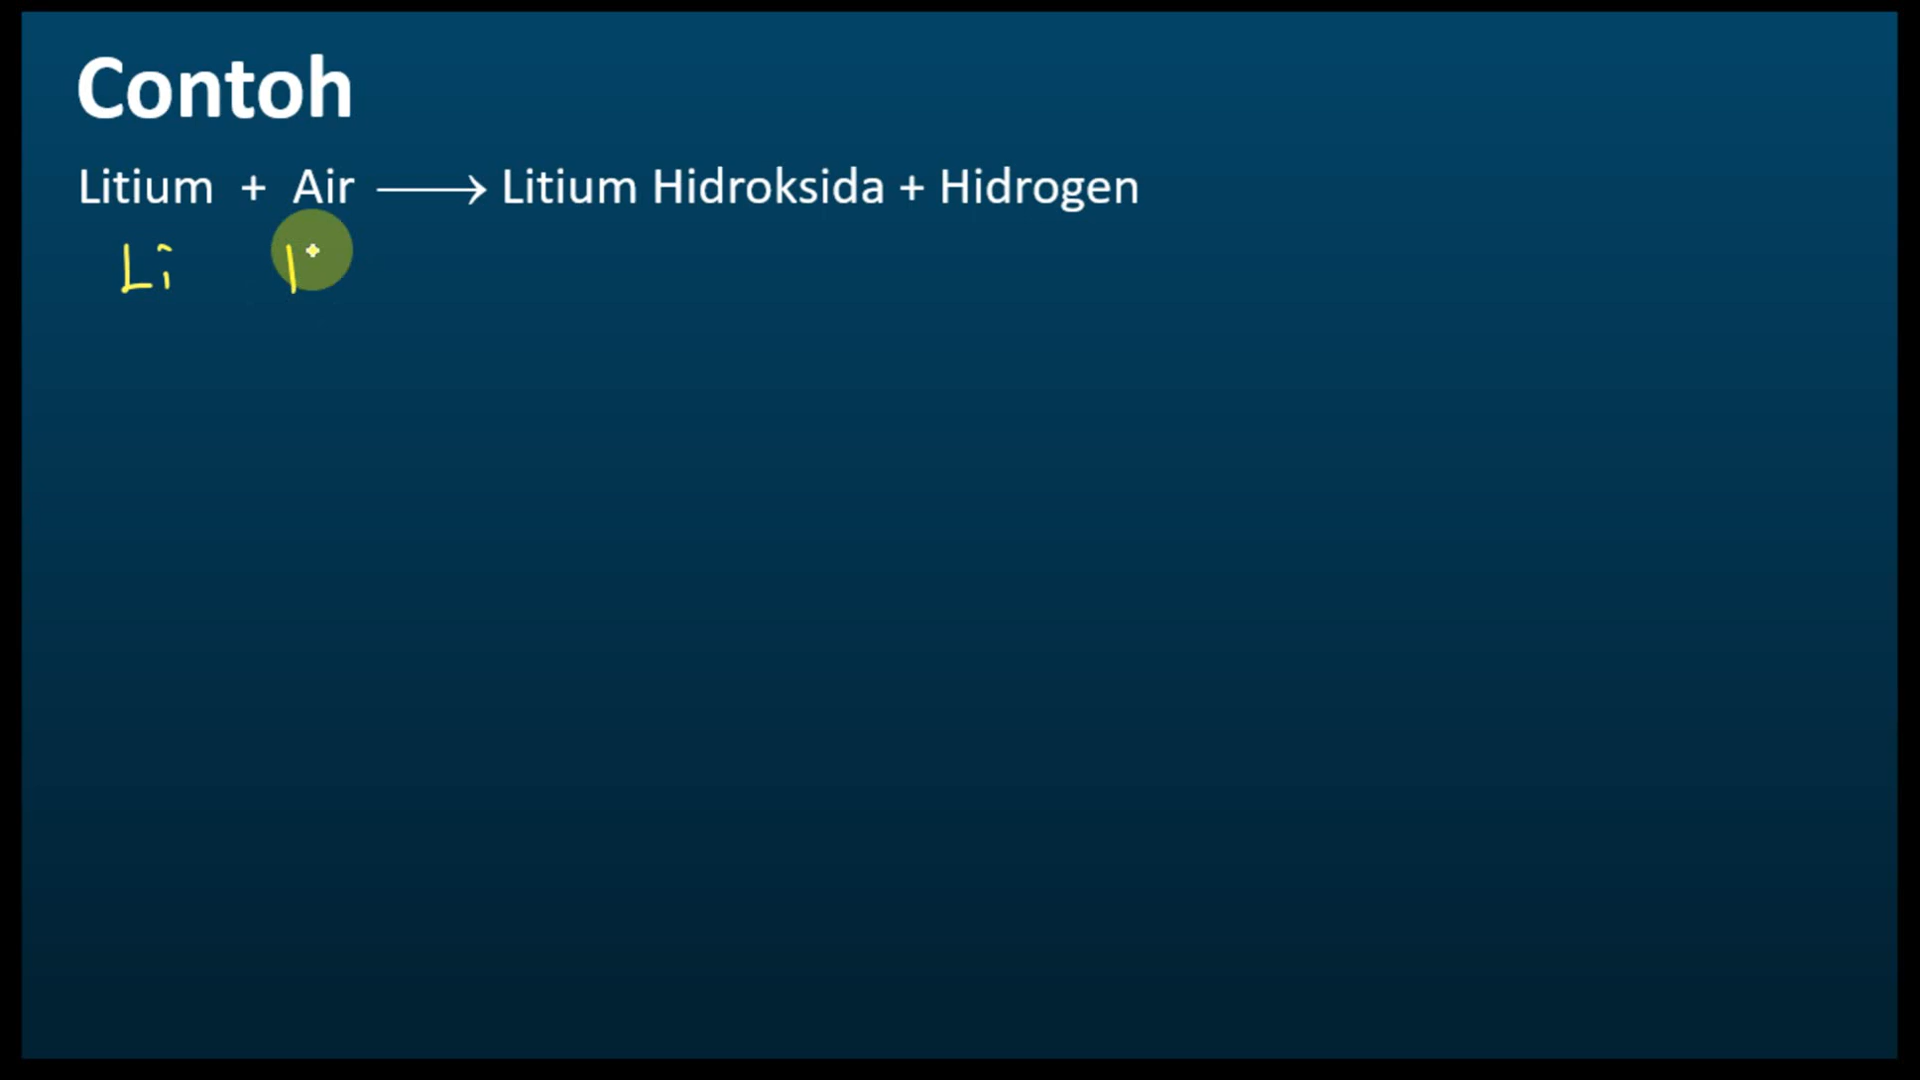 Contoh
Litium + Air ⟶ Litium Hidroksida + Hidrogen
Li